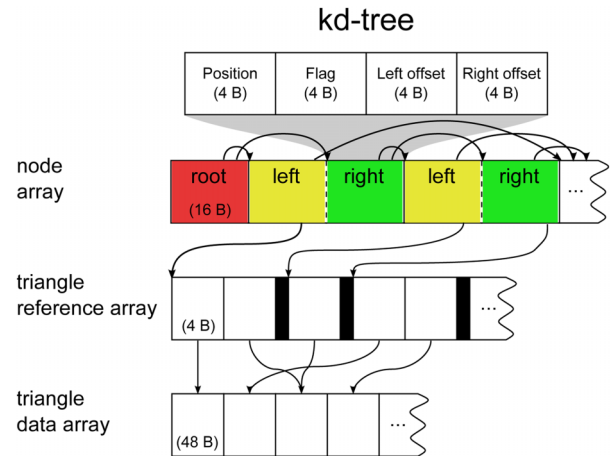 kd-tree
Position Flag Left offset Right offset
(4 B) (4 B) (4 B) (4 B)
node
array
root left right left right ...
(16 B)
triangle
reference array
...
(4 B)
triangle
data array
...
(48 B)